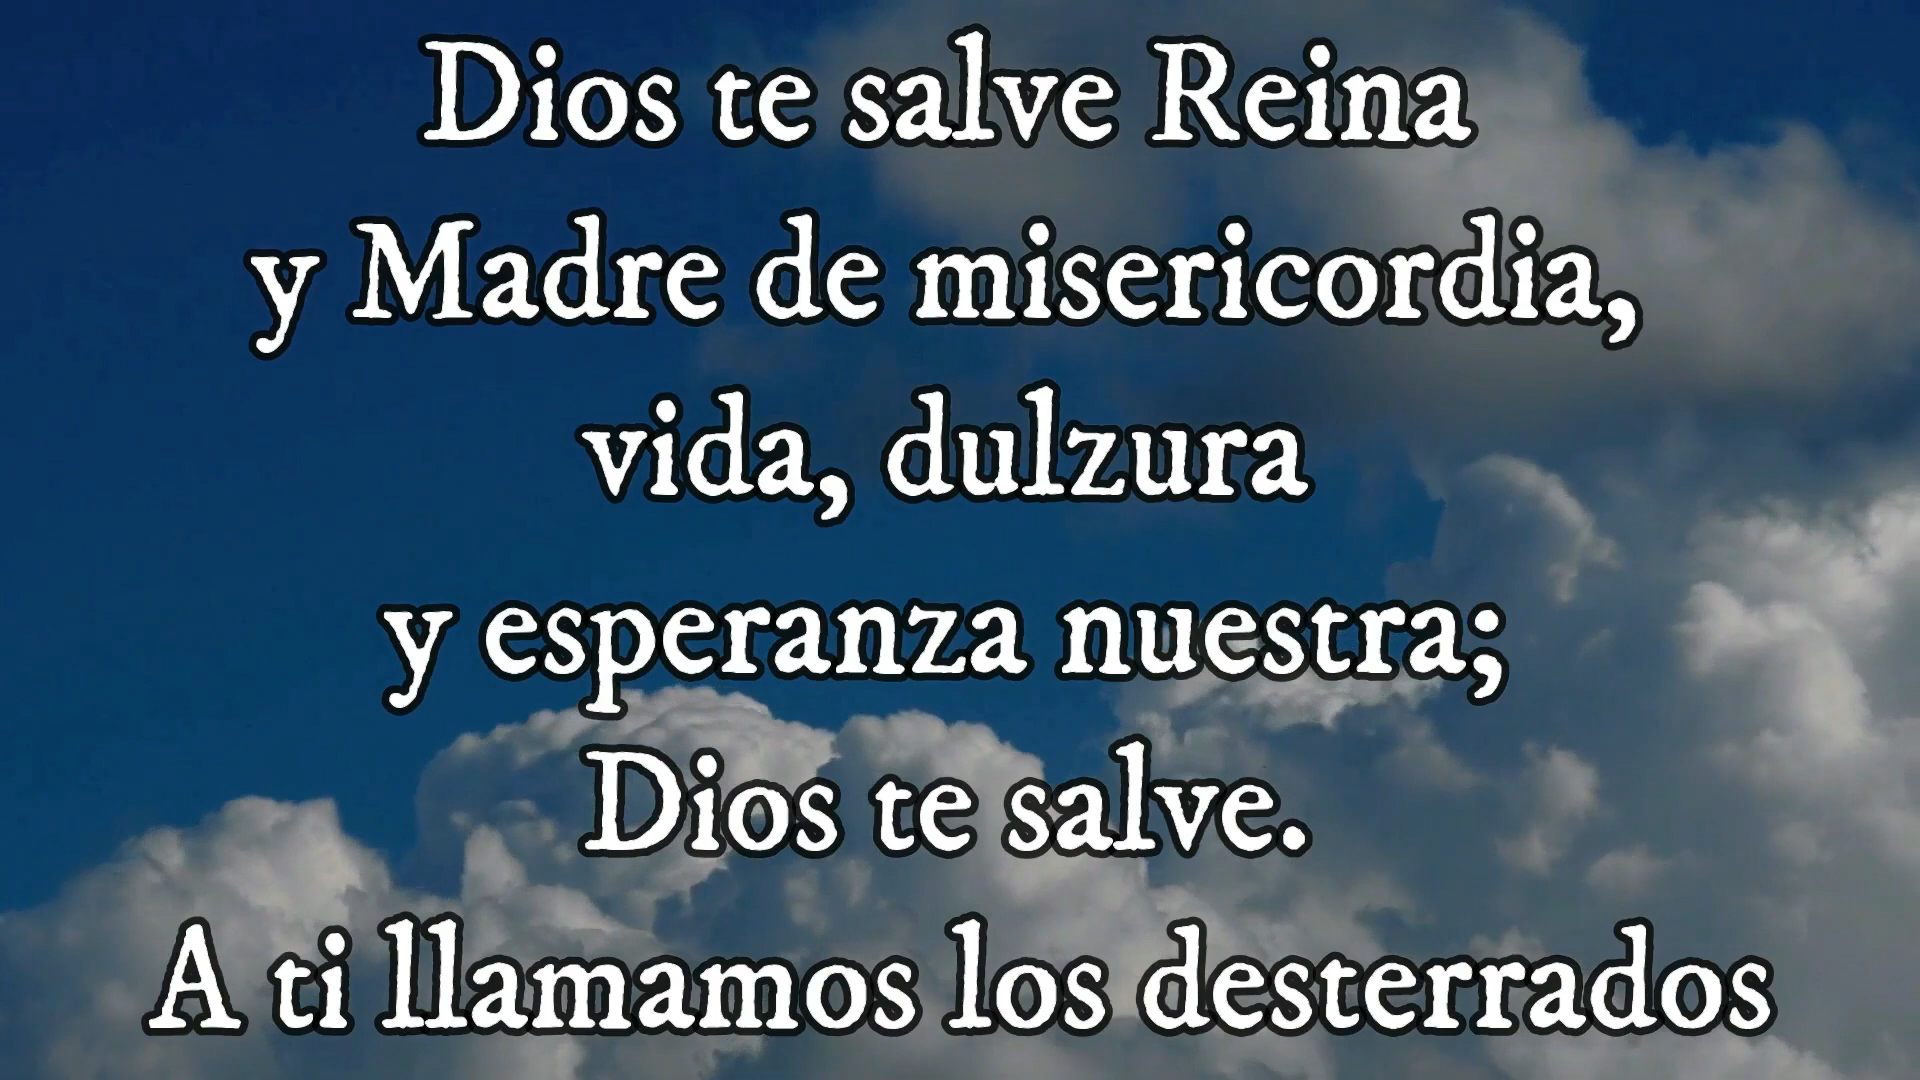 Dios te salve Reina
y Madre de misericordia,
vida, dulzura
y esperanza nuestra;
Dios te salve.
A ti llamamos los desterrados